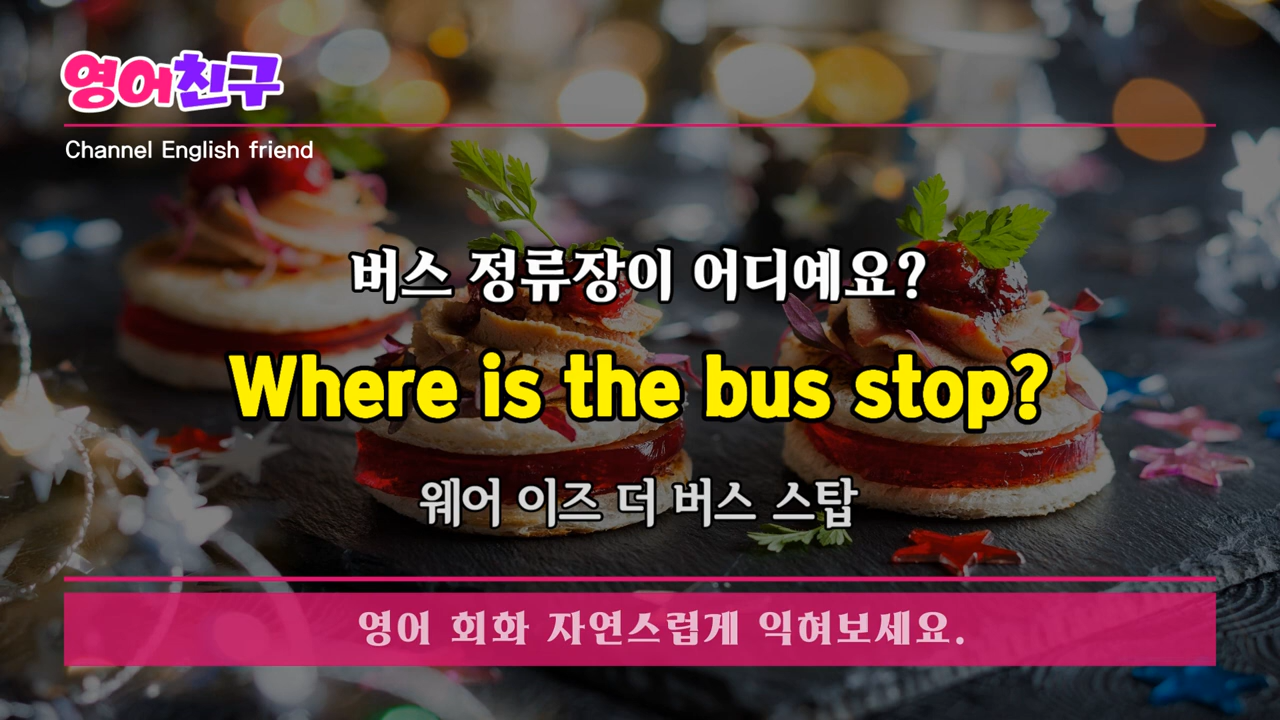 영어친구
Channel English friend
버스 정류장이 어디예요?
Where is the bus stop?
웨어 이즈 더 버스 스탑
영어 회화 자연스럽게 익혀보세요.